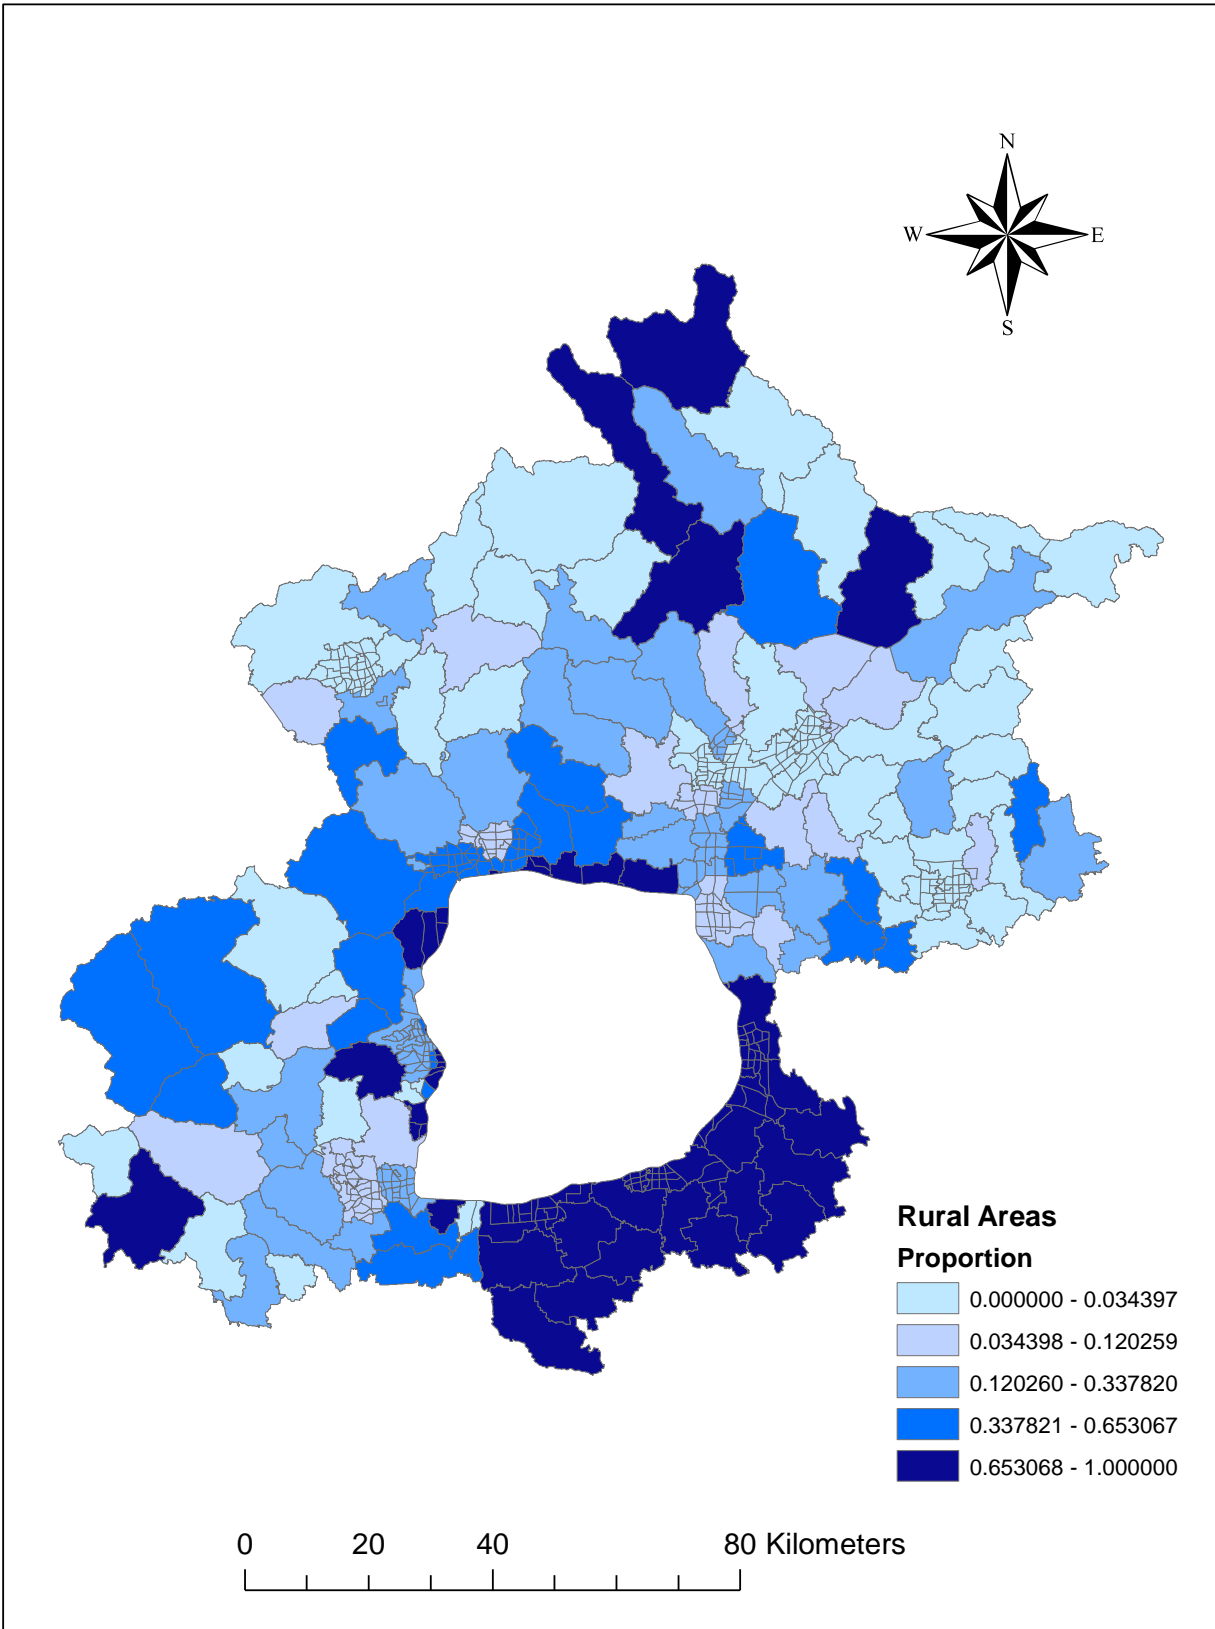 N
W E
S
Rural Areas
Proportion
0.000000 - 0.034397
0.034398 - 0.120259
0.120260 - 0.337820
0.337821 - 0.653067
0.653068 - 1.000000
0 20 40 80 Kilometers